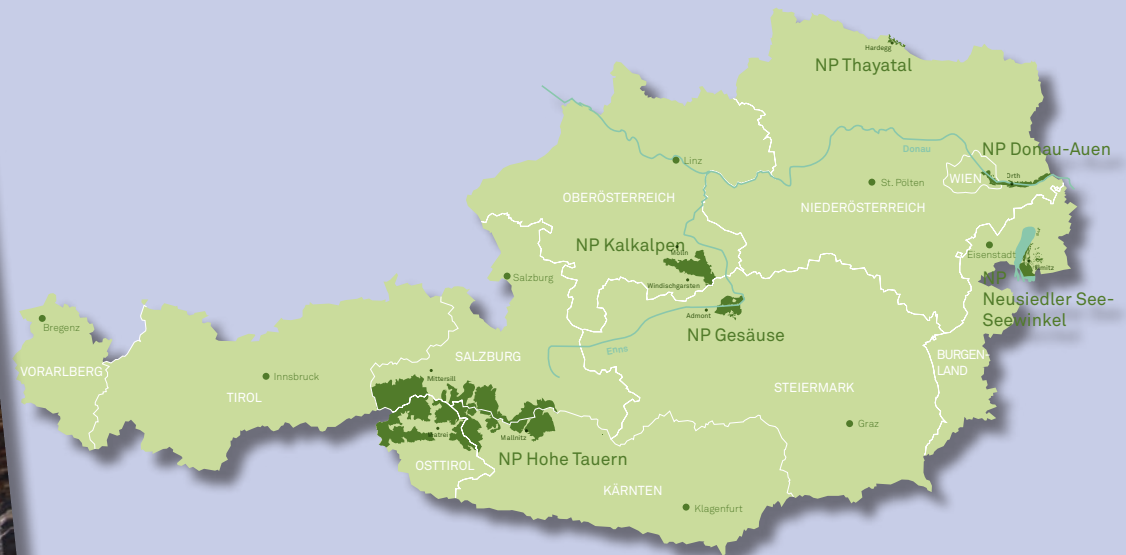 Hardegg
NP Thayatal
Donau
NP Donau-Auen
Linz
WIEN
Orth
St. Pölten
OBERÖSTERREICH
NIEDERÖSTERREICH
NP Kalkalpen
Molln
Eisenstadt
Salzburg
Windischgarsten
NP
Neusiedler See-
Seewinkel
Admont
NP Gesäuse
Bregenz
Enns
SALZBURG
BURGEN-
LAND
VORARLBERG
Mittersill
Innsbruck
TIROL
STEIERMARK
Graz
Matrei
Mallnitz
NP Hohe Tauern
OSTTIROL
KÄRNTEN
Klagenfurt